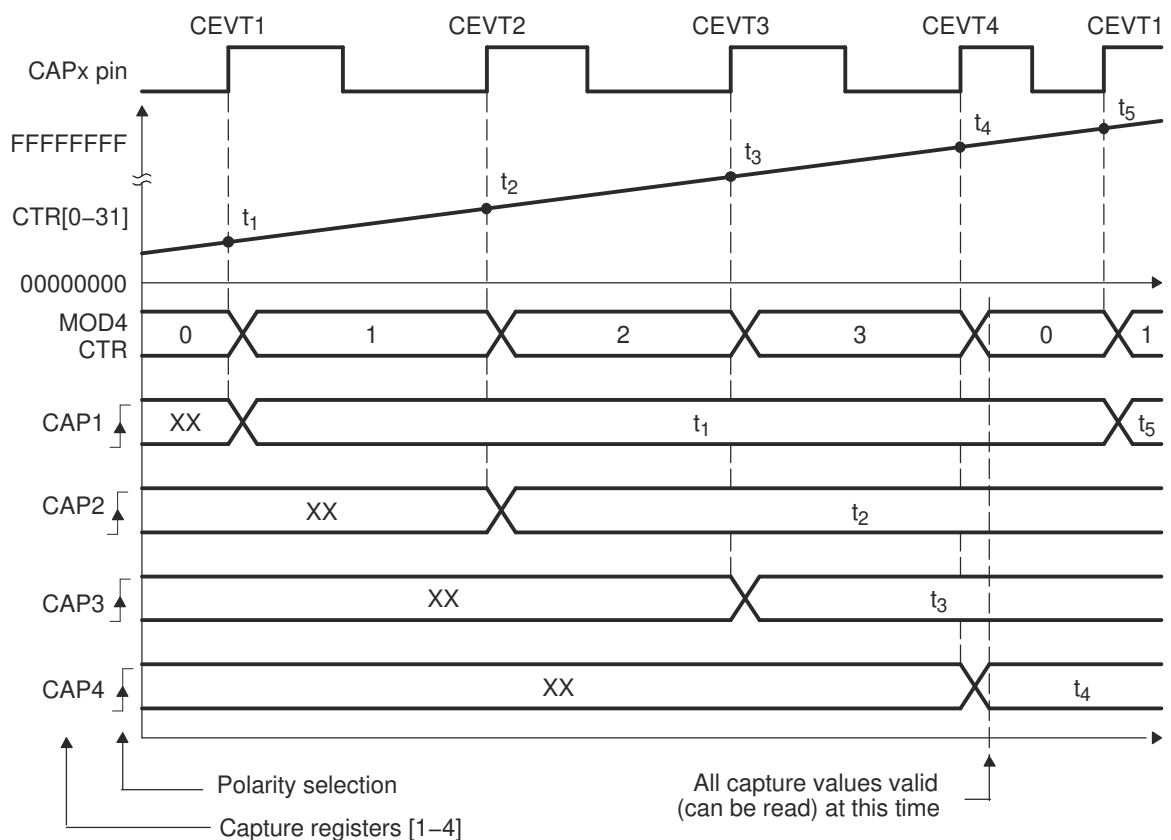 CEVT1 CEVT2 CEVT3 CEVT4 CEVT1
CAPx pin
FFFFFFFF
t5
t4
t3
t2
CTR[0–31]
t1
00000000
MOD4
CTR
0 1 2 3 0 1
CAP1 XX t1 t5
CAP2 XX t2
CAP3 XX t3
CAP4 XX t4
Polarity selection
All capture values valid
(can be read) at this time
Capture registers [1–4]